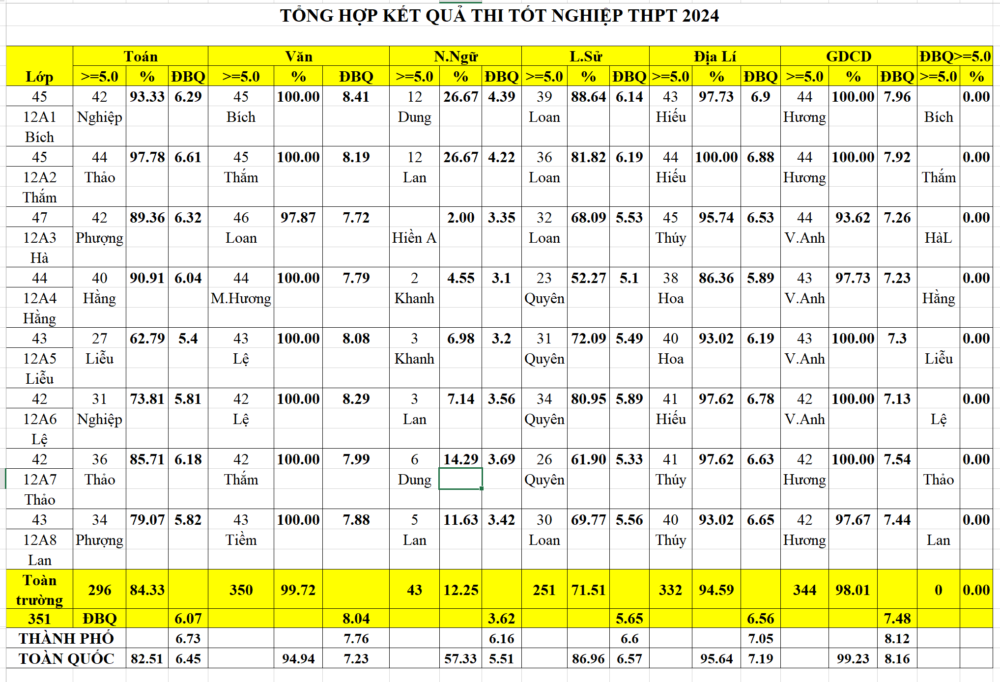 TỔNG HỢP KẾT QUẢ THI TỐT NGHIỆP THPT 2024
Lớp Toán Văn N.Ngữ L.Sử Địa Lí GDCD ĐBQ>=5.0
>=5.0 % ĐBQ >=5.0 % ĐBQ >=5.0 % ĐBQ >=5.0 % ĐBQ >=5.0 % ĐBQ >=5.0 % ĐBQ >=5.0 %
45 42 93.33 6.29 45 100.00 8.41 12 26.67 4.39 39 88.64 6.14 43 97.73 6.9 44 100.00 7.96 0.00
12A1 Nghiệp Bích Dung Loan Hiếu Hương Bích
Bích
45 44 97.78 6.61 45 100.00 8.19 12 26.67 4.22 36 81.82 6.19 44 100.00 6.88 44 100.00 7.92 0.00
12A2 Thảo Thắm Lan Loan Hiếu Hương Thắm
Thắm
47 42 89.36 6.32 46 97.87 7.72 2.00 3.35 32 68.09 5.53 45 95.74 6.53 44 93.62 7.26 0.00
12A3 Phượng Loan Hiền A Loan Thúy V.Anh HàL
Hà
44 40 90.91 6.04 44 100.00 7.79 2 4.55 3.1 23 52.27 5.1 38 86.36 5.89 43 97.73 7.23 0.00
12A4 Hằng M.Hương Khanh Quyên Hoa V.Anh Hằng
Hằng
43 27 62.79 5.4 43 100.00 8.08 3 6.98 3.2 31 72.09 5.49 40 93.02 6.19 43 100.00 7.3 0.00
12A5 Liễu Lệ Khanh Quyên Hoa V.Anh Liễu
Liễu
42 31 73.81 5.81 42 100.00 8.29 3 7.14 3.56 34 80.95 5.89 41 97.62 6.78 42 100.00 7.13 0.00
12A6 Nghiệp Lệ Lan Quyên Hiếu V.Anh Lệ
Lệ
42 36 85.71 6.18 42 100.00 7.99 6 14.29 3.69 26 61.90 5.33 41 97.62 6.63 42 100.00 7.54 0.00
12A7 Thảo Thắm Dung Quyên Thúy Hương Thảo
Thảo
43 34 79.07 5.82 43 100.00 7.88 5 11.63 3.42 30 69.77 5.56 40 93.02 6.65 42 97.67 7.44 0.00
12A8 Phượng Tiềm Lan Loan Thúy Hương Lan
Lan
Toàn trường 296 84.33 350 99.72 43 12.25 251 71.51 332 94.59 344 98.01 0 0.00
351 ĐBQ 6.07 8.04 3.62 5.65 6.56 7.48
THÀNH PHỐ 6.73 7.76 6.16 6.6 7.05 8.12
TOÀN QUỐC 82.51 6.45 94.94 7.23 57.33 5.51 86.96 6.57 95.64 7.19 99.23 8.16